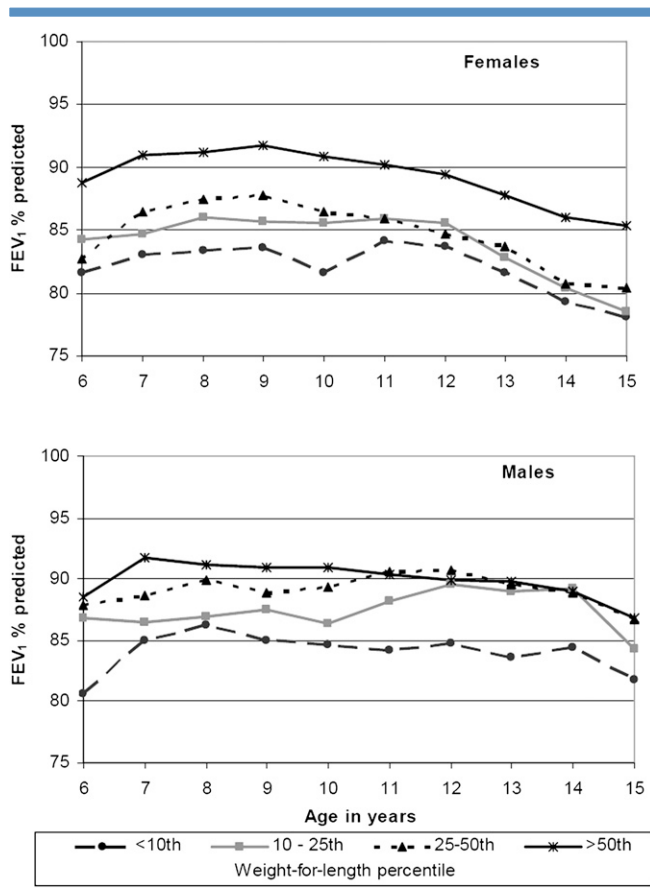 Females
100
95
90
85
80
75
FEV₁ % predicted
6 7 8 9 10 11 12 13 14 15
Males
100
95
90
85
80
75
FEV₁ % predicted
6 7 8 9 10 11 12 13 14 15
Age in years
<10th 10 - 25th 25-50th >50th
Weight-for-length percentile